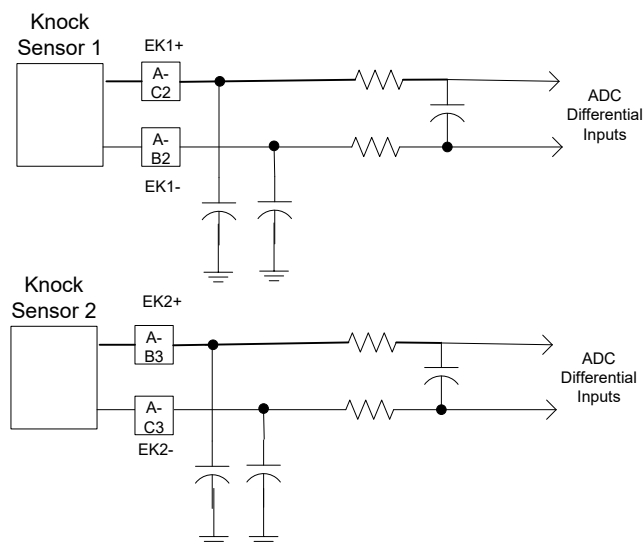 Knock
Sensor 1
EK1+
A-
C2
ADC
Differential
Inputs
A-
B2
EK1-
Knock
Sensor 2
EK2+
A-
B3
ADC
Differential
Inputs
A-
C3
EK2-